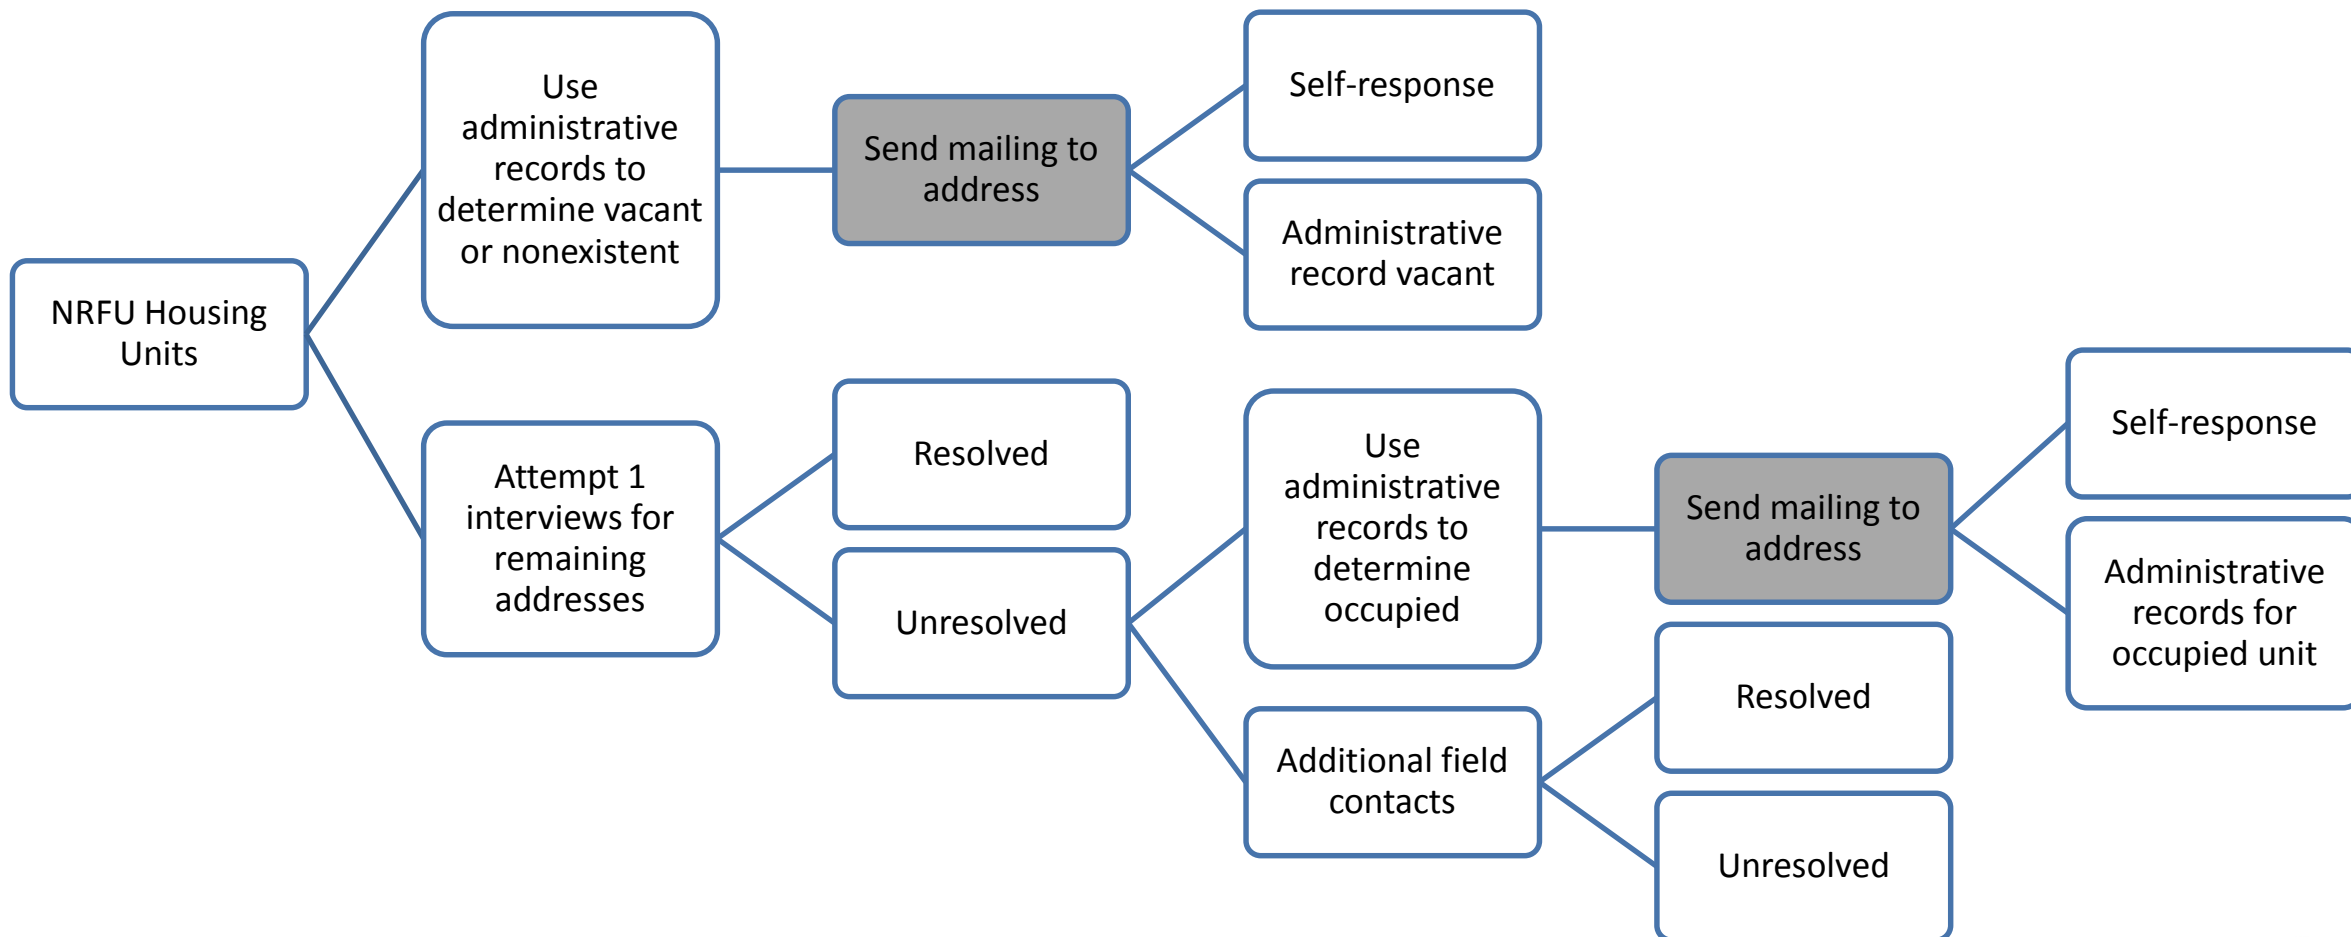 NRFU Housing
Units
Use
administrative
records to
determine vacant
or nonexistent
Send mailing to
address
Self-response
Administrative
record vacant
Attempt 1
interviews for
remaining
addresses
Resolved
Unresolved
Use
administrative
records to
determine
occupied
Send mailing to
address
Self-response
Administrative
records for
occupied unit
Additional field
contacts
Resolved
Unresolved